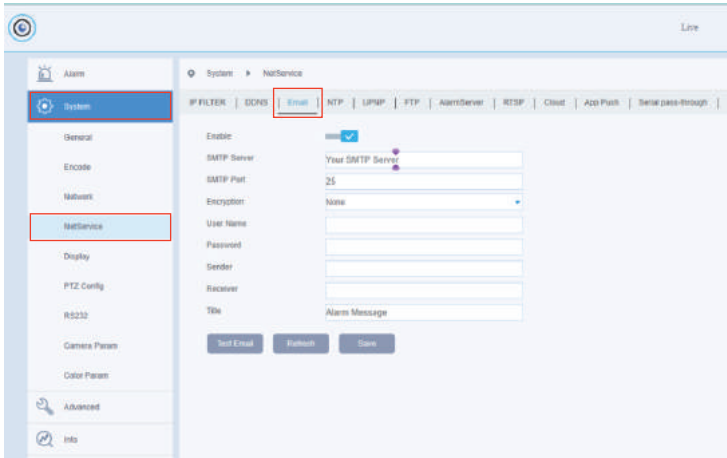 Live
Alarm
System
General
Encode
Network
NetService
Display
PTZ Config
RS232
Camera Param
Color Param
Advanced
Info
System ▸ NetService
IP FILTER | DDNS | Email | NTP | UPNP | FTP | AlarmServer | RTSP | Cloud | App Push | Serial pass-through |
Enable
SMTP Server Your SMTP Server
SMTP Port 25
Encryption None
User Name
Password
Sender
Receiver
Title Alarm Message
Test Email Refresh Save